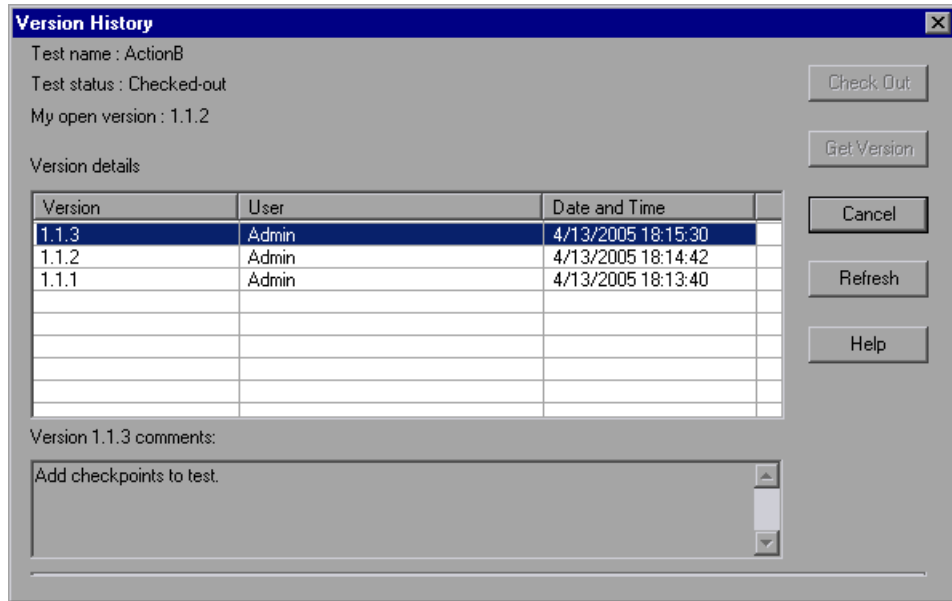 Version History
Test name : ActionB
Test status : Checked-out
My open version : 1.1.2
Check Out
Get Version
Version details
Version User Date and Time
1.1.3 Admin 4/13/2005 18:15:30
1.1.2 Admin 4/13/2005 18:14:42
1.1.1 Admin 4/13/2005 18:13:40
Cancel
Refresh
Help
Version 1.1.3 comments:
Add checkpoints to test.